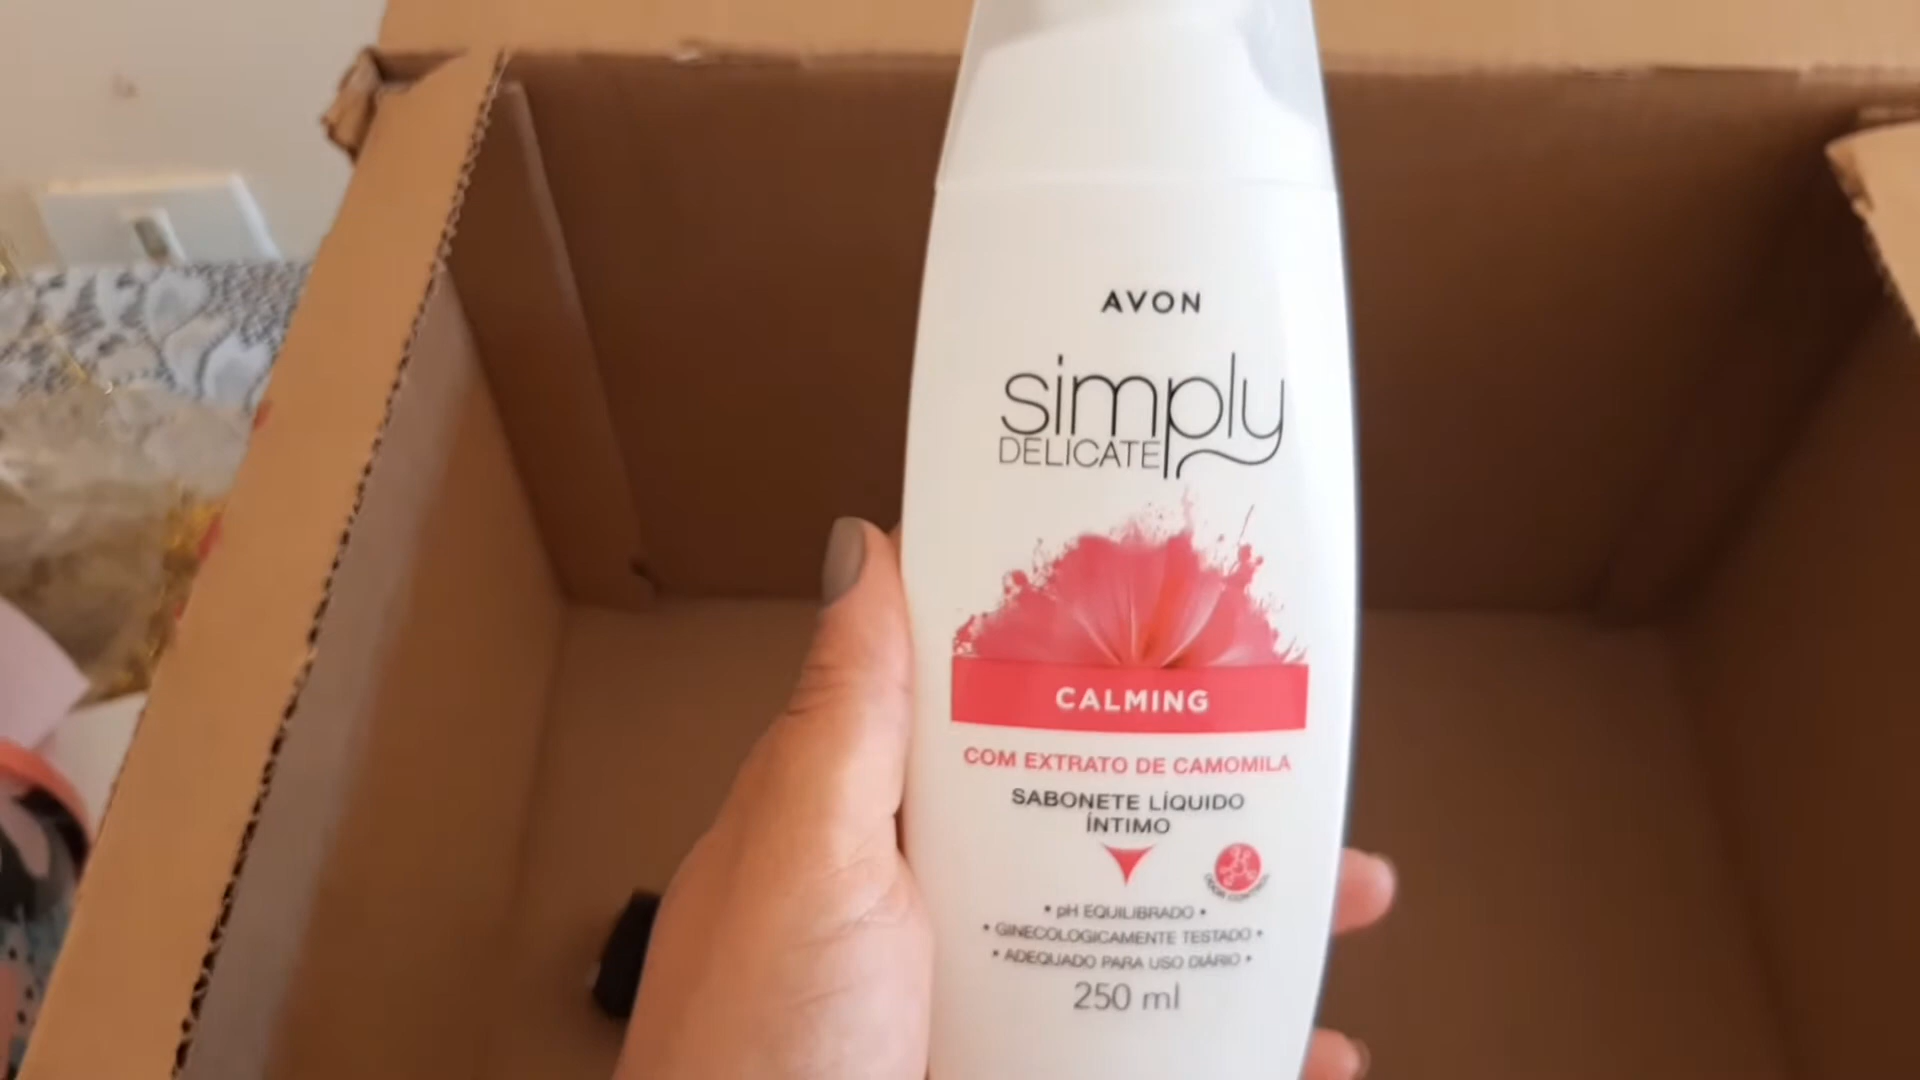 AVON
simply
DELICATE
CALMING
COM EXTRATO DE CAMOMILA
SABONETE LÍQUIDO
ÍNTIMO
• pH EQUILIBRADO •
• GINECOLOGICAMENTE TESTADO •
• ADEQUADO PARA USO DIÁRIO •
250 ml